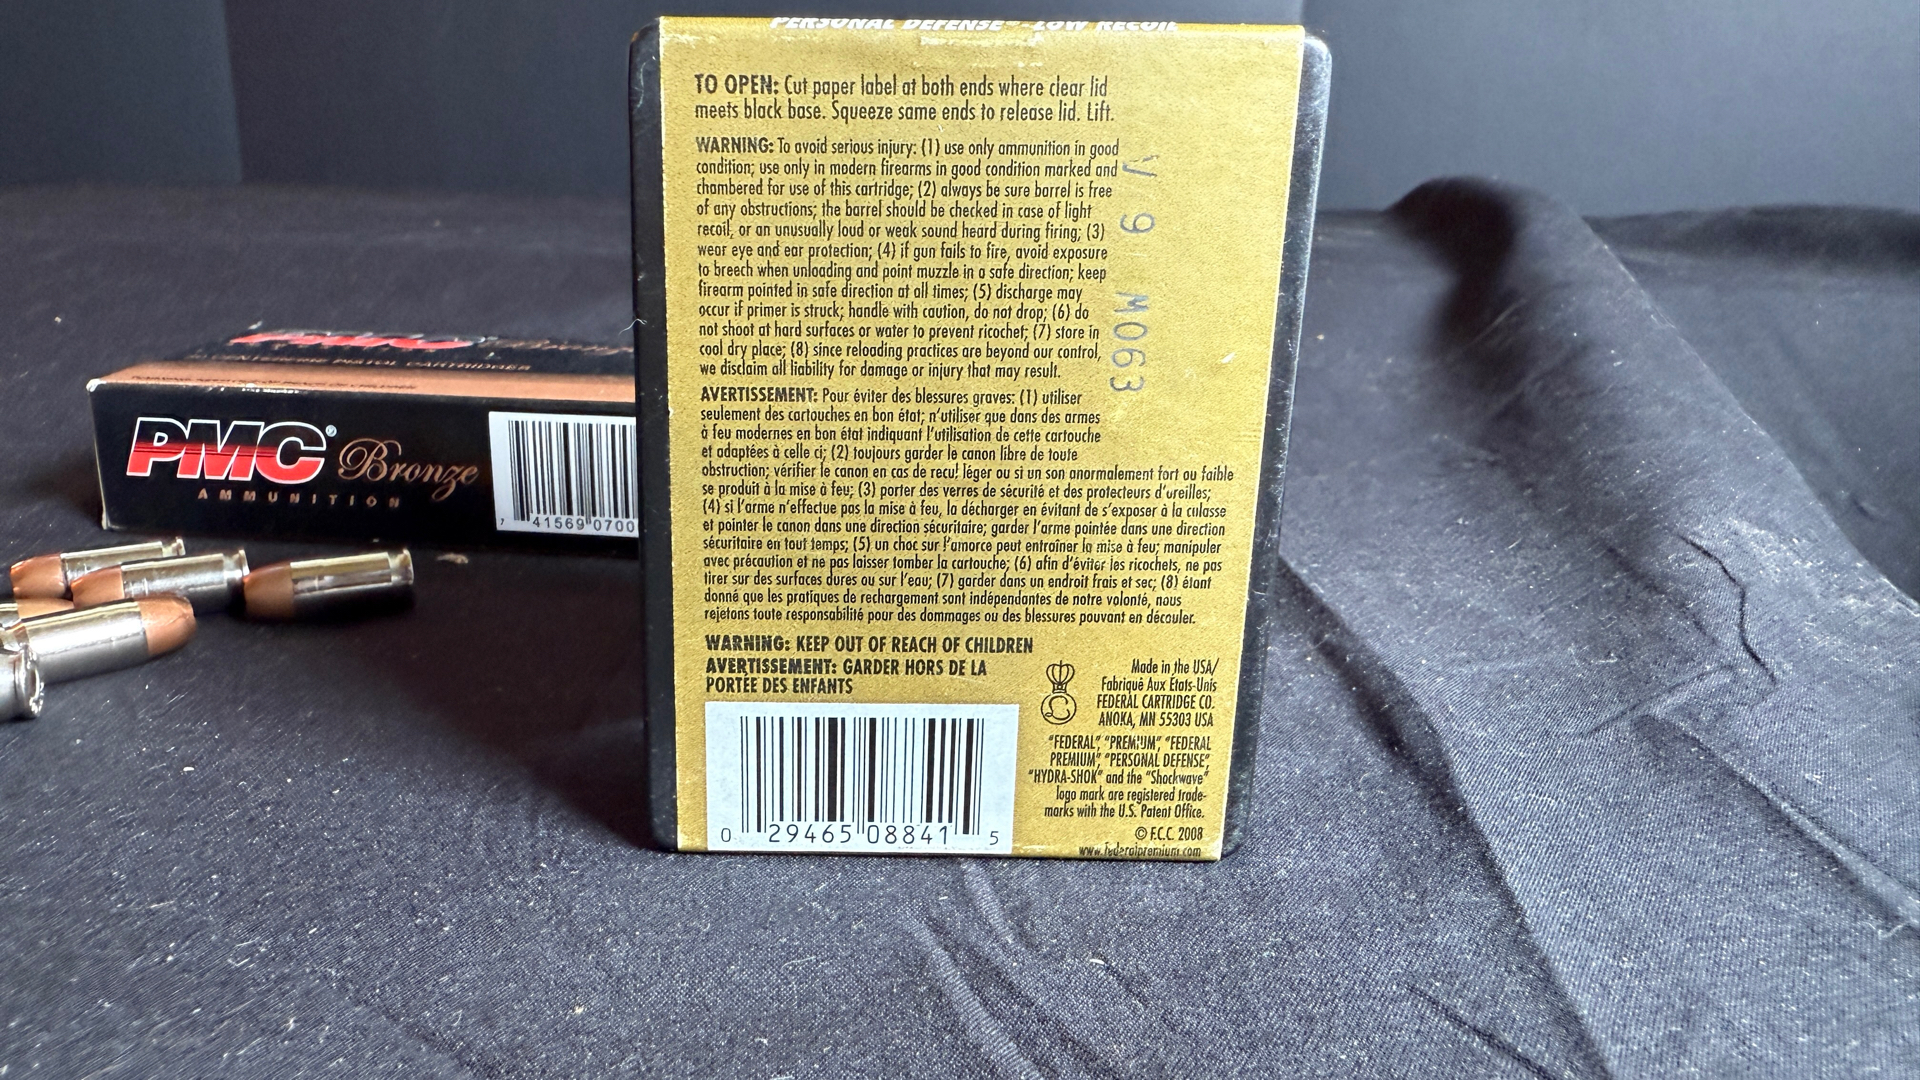 PERSONAL DEFENSE® LOW RECOIL
TO OPEN: Cut paper label at both ends where clear lid
meets black base. Squeeze same ends to release lid. Lift.
WARNING: To avoid serious injury: (1) use only ammunition in good
condition; use only in modern firearms in good condition marked and
chambered for use of this cartridge; (2) always be sure barrel is free
of any obstructions; the barrel should be checked in case of light
recoil, or an unusually loud or weak sound heard during firing; (3)
wear eye and ear protection; (4) if gun fails to fire, avoid exposure
to breech when unloading and point muzzle in a safe direction; keep
firearm pointed in safe direction at all times; (5) discharge may
occur if primer is struck; handle with caution, do not drop; (6) do
not shoot at hard surfaces or water to prevent ricochet; (7) store in
cool dry place; (8) since reloading practices are beyond our control,
we disclaim all liability for damage or injury that may result.
V 9 M063
AVERTISSEMENT: Pour éviter des blessures graves: (1) utiliser
seulement des cartouches en bon état; n'utiliser que dans des armes
à feu modernes en bon état indiquant l'utilisation de cette cartouche
et adaptées à celle ci; (2) toujours garder le canon libre de toute
obstruction; vérifier le canon en cas de recul léger ou si un son anormalement fort ou faible
se produit à la mise à feu; (3) porter des verres de sécurité et des protecteurs d'ureilles;
(4) si l'arme n'effectue pas la mise à feu, la décharger en évitant de s'exposer à la culasse
et pointer le canon dans une direction sécuritaire; garder l'arme pointée dans une direction
sécuritaire en tout temps; (5) un choc sur l'amorce peut entraîner la mise à feu; manipuler
avec précaution et ne pas laisser tomber la cartouche; (6) afin d'éviter les ricochets, ne pas
tirer sur des surfaces dures ou sur l'eau; (7) garder dans un endroit frais et sec; (8) étant
donné que les pratiques de rechargement sant indépendantes de notre volonté, nous
rejetons toute responsabilité pour des dommages ou des blessures pouvant en découler.
WARNING: KEEP OUT OF REACH OF CHILDREN
AVERTISSEMENT: GARDER HORS DE LA
PORTÉE DES ENFANTS
Made in the USA/
Fabriqué Aux États-Unis
FEDERAL CARTRIDGE CO.
ANOKA, MN 55303 USA
"FEDERAL", "PREMIUM", "FEDERAL
PREMIUM", "PERSONAL DEFENSE",
"HYDRA-SHOK" and the "Shockwave"
logo mark are registered trade-
marks with the U.S. Patent Office.
© F.C.C. 2008
www.federalpremium.com
0 29465 08841 5
PMC Bronze
CENTERFIRE PISTOL CARTRIDGES
PMC® Bronze
AMMUNITION
7 41569 0700